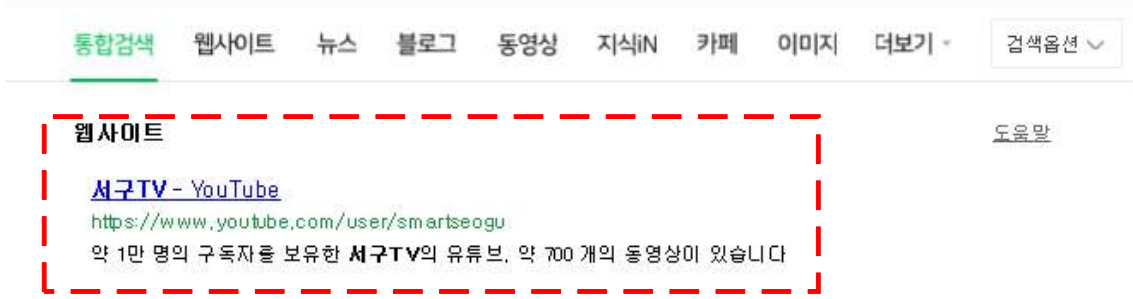 통합검색 웹사이트 뉴스 블로그 동영상 지식iN 카페 이미지 더보기 검색옵션
웹사이트 도움말
서구TV - YouTube
https://www.youtube.com/user/smartseogu
약 1만 명의 구독자를 보유한 서구TV의 유튜브, 약 700 개의 동영상이 있습니다